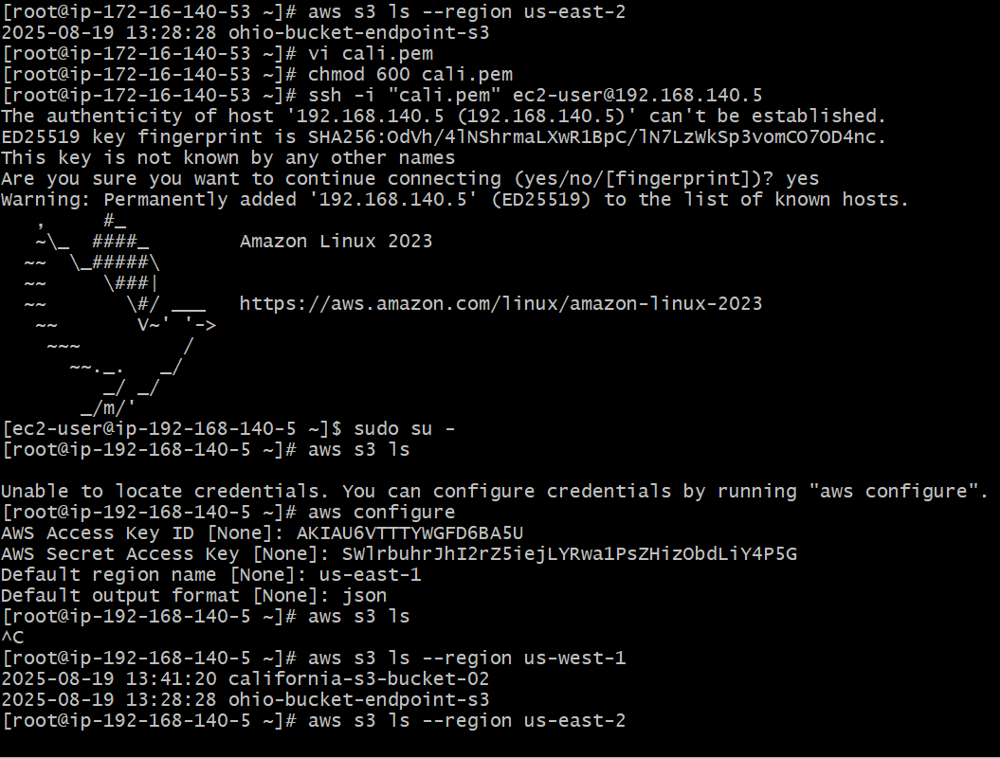 [root@ip-172-16-140-53 ~]# aws s3 ls --region us-east-2
2025-08-19 13:28:28 ohio-bucket-endpoint-s3
[root@ip-172-16-140-53 ~]# vi cali.pem
[root@ip-172-16-140-53 ~]# chmod 600 cali.pem
[root@ip-172-16-140-53 ~]# ssh -i "cali.pem" ec2-user@192.168.140.5
The authenticity of host '192.168.140.5 (192.168.140.5)' can't be established.
ED25519 key fingerprint is SHA256:OdVh/4lNShrmaLXwR1BpC/lN7LzWkSp3vomCO7OD4nc.
This key is not known by any other names
Are you sure you want to continue connecting (yes/no/[fingerprint])? yes
Warning: Permanently added '192.168.140.5' (ED25519) to the list of known hosts.
   ,     #_
   ~\_  ####_        Amazon Linux 2023
  ~~  \_#####\
  ~~     \###|
  ~~       \#/ ___   https://aws.amazon.com/linux/amazon-linux-2023
   ~~       V~' '->
    ~~~         /
      ~~._.   _/
         _/ _/
       _/m/'
[ec2-user@ip-192-168-140-5 ~]$ sudo su -
[root@ip-192-168-140-5 ~]# aws s3 ls

Unable to locate credentials. You can configure credentials by running "aws configure".
[root@ip-192-168-140-5 ~]# aws configure
AWS Access Key ID [None]: AKIAU6VTTTYWGFD6BA5U
AWS Secret Access Key [None]: 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
Default region name [None]: us-east-1
Default output format [None]: json
[root@ip-192-168-140-5 ~]# aws s3 ls
^C
[root@ip-192-168-140-5 ~]# aws s3 ls --region us-west-1
2025-08-19 13:41:20 california-s3-bucket-02
2025-08-19 13:28:28 ohio-bucket-endpoint-s3
[root@ip-192-168-140-5 ~]# aws s3 ls --region us-east-2